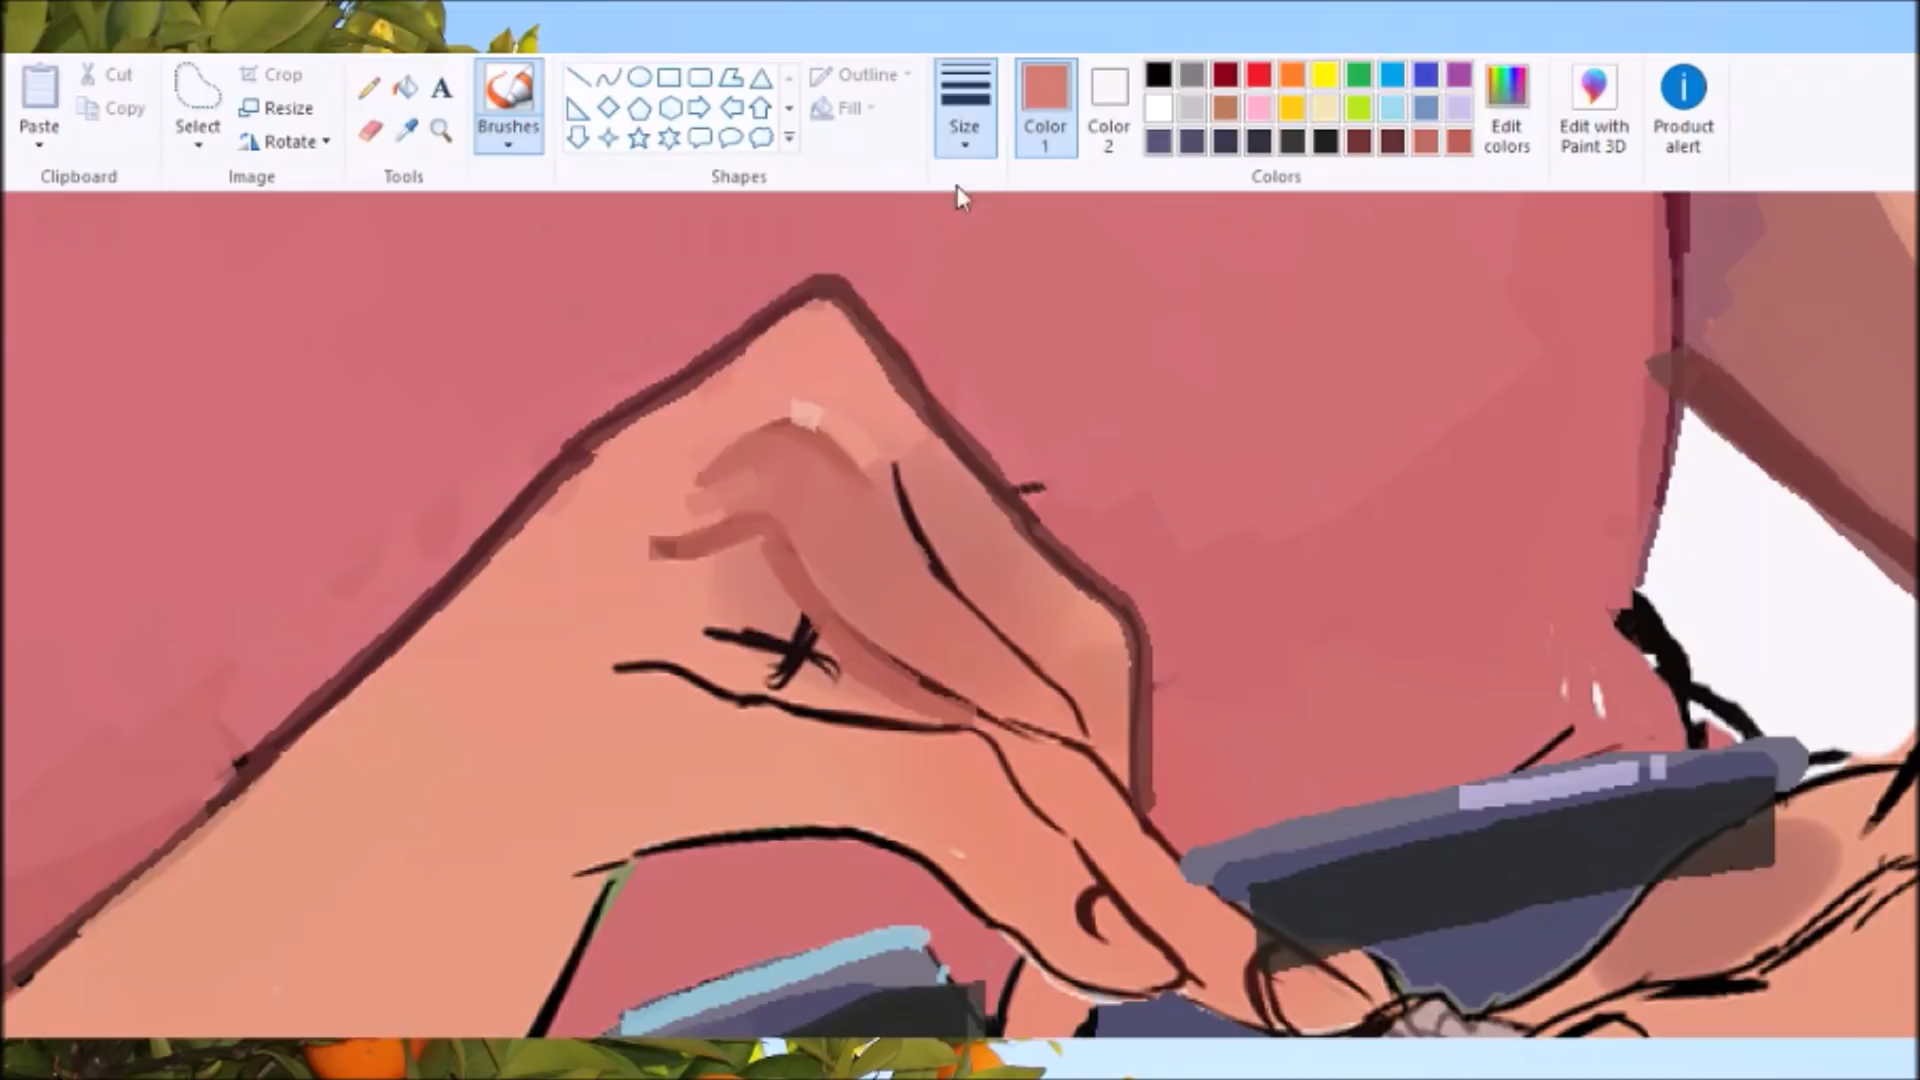 Paste
Cut
Copy
Clipboard
Select
Crop
Resize
Rotate
Image
A
Tools
Brushes
Outline
Fill
Shapes
Size
Color
1
Color
2
Edit
colors
Colors
Edit with
Paint 3D
i
Product
alert